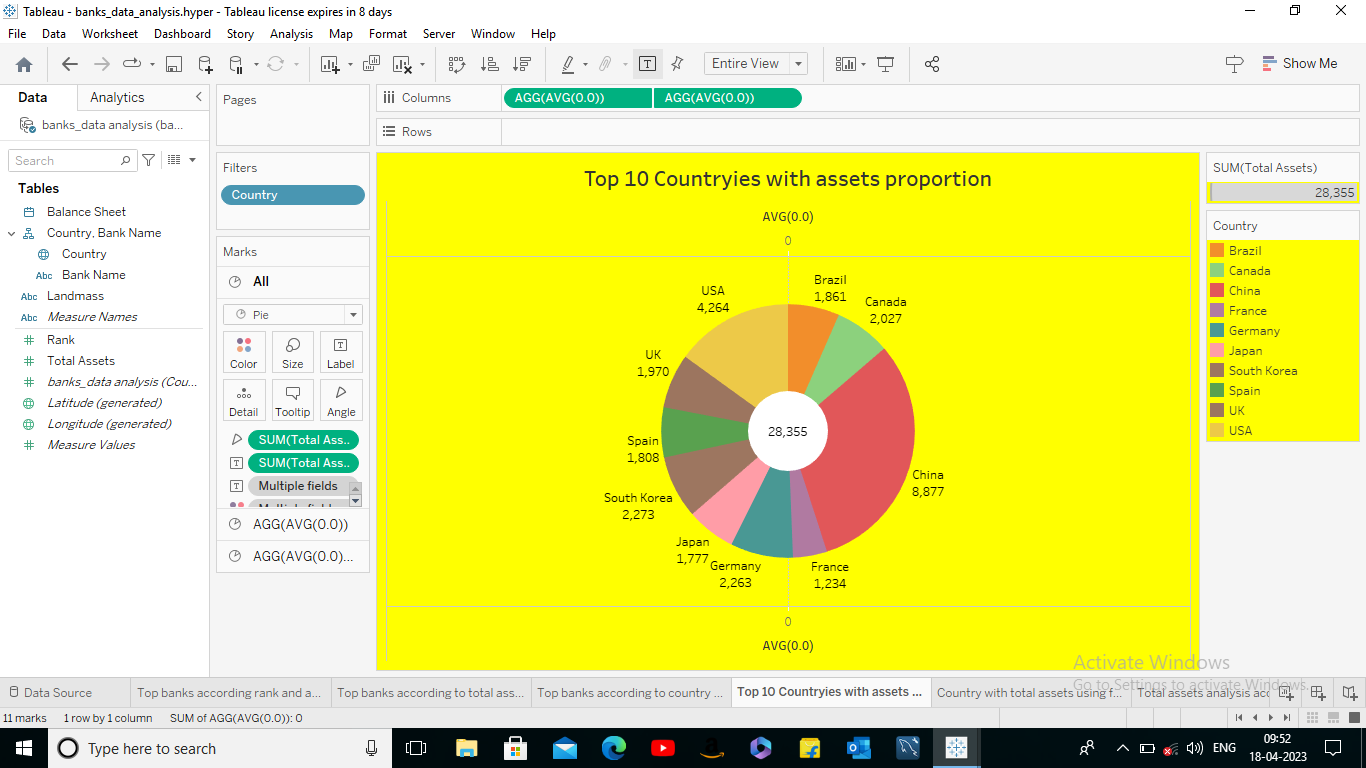 Tableau - banks_data_analysis.hyper - Tableau license expires in 8 days
File Data Worksheet Dashboard Story Analysis Map Format Server Window Help
Entire View
Show Me
Data Analytics
banks_data analysis (ba...
Search
Tables
Balance Sheet
Country, Bank Name
Country
Abc Bank Name
Abc Landmass
Abc Measure Names
Rank
Total Assets
banks_data analysis (Cou...
Latitude (generated)
Longitude (generated)
Measure Values
Pages
Filters
Country
Marks
All
Pie
Color Size Label
Detail Tooltip Angle
SUM(Total Ass..
SUM(Total Ass..
Multiple fields
AGG(AVG(0.0))
AGG(AVG(0.0)...
Columns AGG(AVG(0.0)) AGG(AVG(0.0))
Rows
Top 10 Countryies with assets proportion
AVG(0.0)
0
Brazil
1,861
Canada
2,027
China
8,877
France
1,234
Germany
2,263
Japan
1,777
South Korea
2,273
Spain
1,808
UK
1,970
USA
4,264
28,355
0
AVG(0.0)
SUM(Total Assets)
28,355
Country
Brazil
Canada
China
France
Germany
Japan
South Korea
Spain
UK
USA
Activate Windows
Go to Settings to activate Windows.
Data Source Top banks according rank and a... Top banks according to total ass... Top banks according to country ... Top 10 Countryies with assets ... Country with total assets using f... Total assets analysis acc
11 marks 1 row by 1 column SUM of AGG(AVG(0.0)): 0
Type here to search
ENG
09:52
18-04-2023